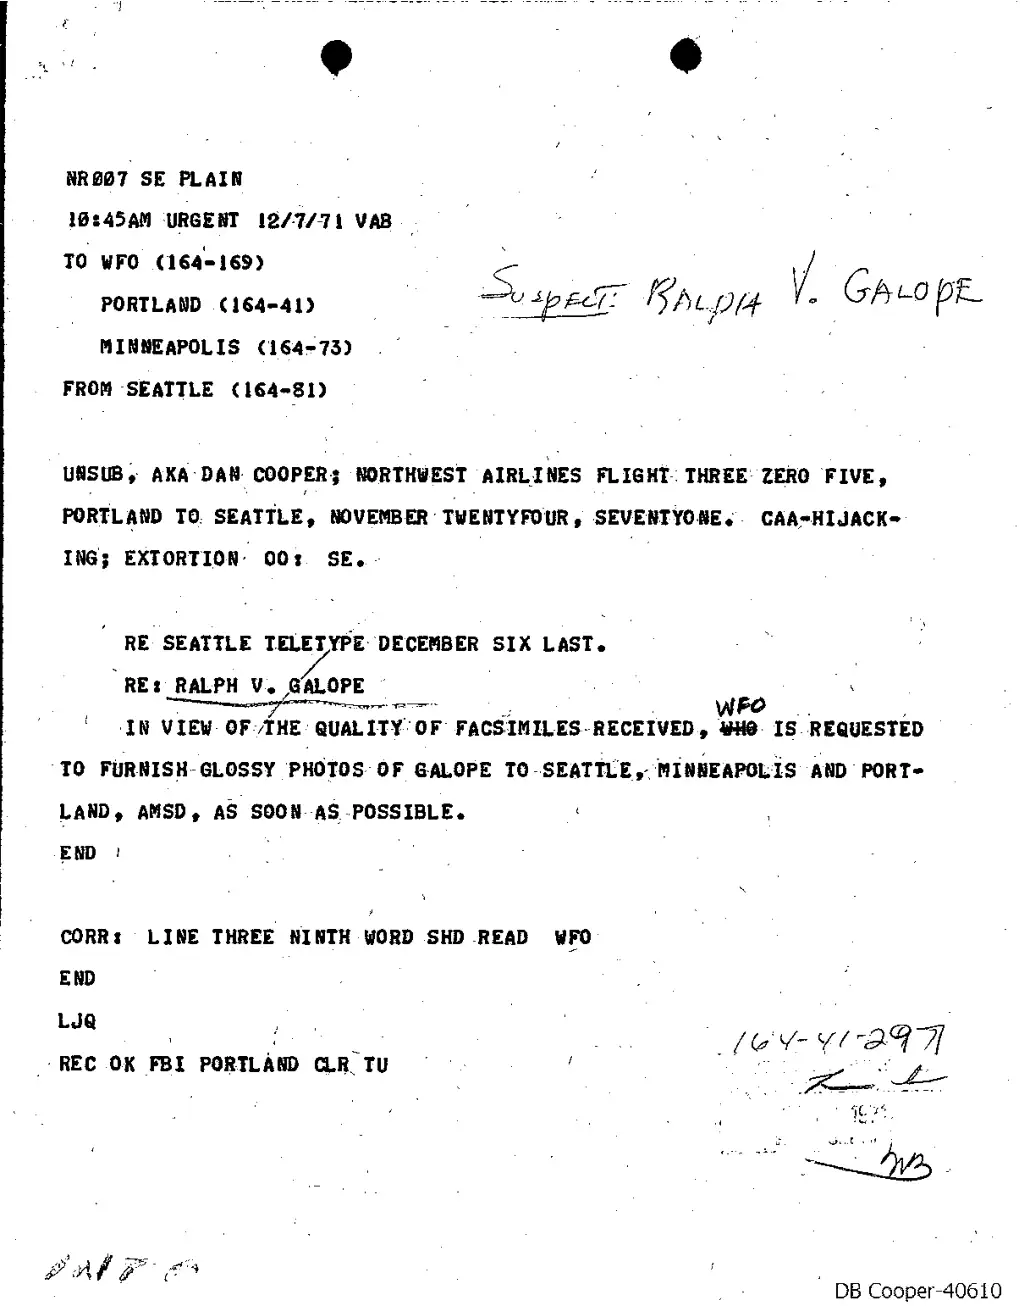 NR007 SE PLAIN
10:45AM URGENT 12/7/71 VAB
TO WFO (164-169)
PORTLAND (164-41)
SUSPECT: RALPH V. GALOPE
MINNEAPOLIS (164-73)
FROM SEATTLE (164-81)
UNSUB, AKA DAN COOPER; NORTHWEST AIRLINES FLIGHT THREE ZERO FIVE,
PORTLAND TO SEATTLE, NOVEMBER TWENTYFOUR, SEVENTYONE. CAA-HIJACK-
ING; EXTORTION OO: SE.
RE SEATTLE TELETYPE DECEMBER SIX LAST.
RE: RALPH V. GALOPE
WFO
IN VIEW OF THE QUALITY OF FACSIMILES RECEIVED, WHO IS REQUESTED
TO FURNISH GLOSSY PHOTOS OF GALOPE TO SEATTLE, MINNEAPOLIS AND PORT-
LAND, AMSD, AS SOON AS POSSIBLE.
END
CORR: LINE THREE NINTH WORD SHD READ WFO
END
LJQ
REC OK FBI PORTLAND CLR TU
164-41-297
WB
DB Cooper-40610